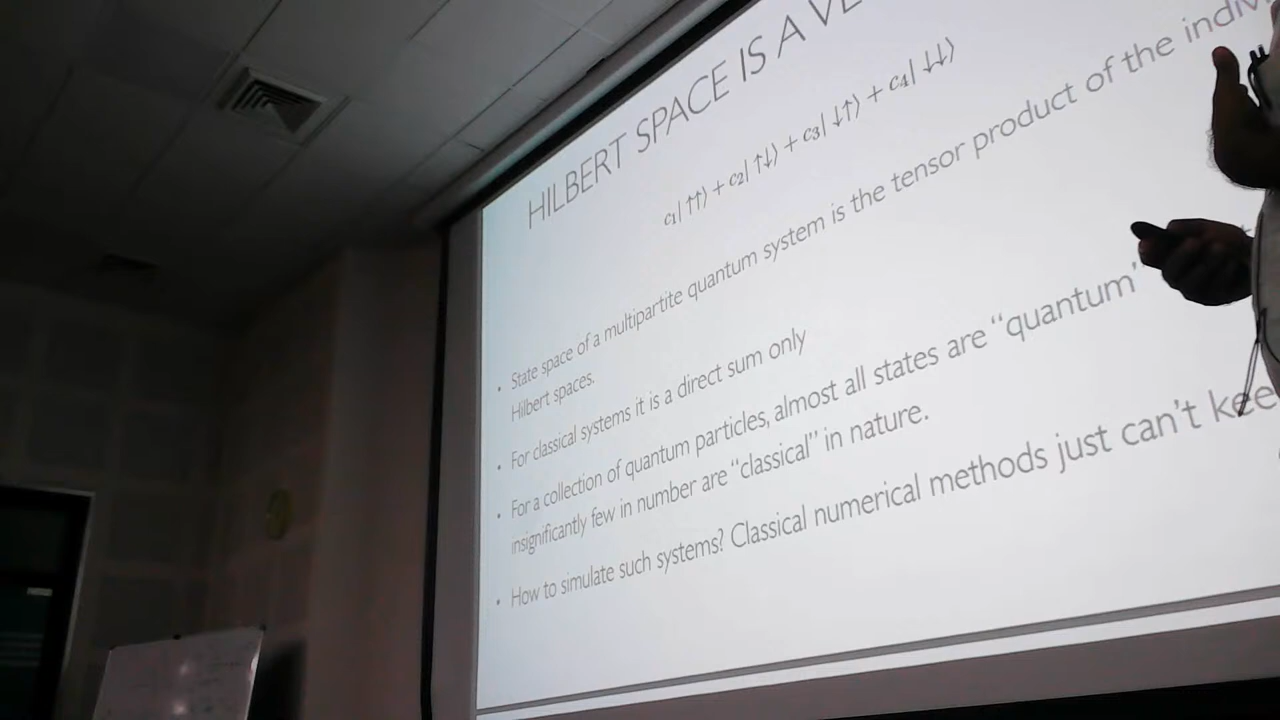 HILBERT SPACE IS A VE
c₁| ↑↑⟩ + c₂| ↑↓⟩ + c₃| ↓↑⟩ + c₄| ↓↓⟩
• State space of a multipartite quantum system is the tensor product of the indiv
Hilbert spaces.
• For classical systems it is a direct sum only
• For a collection of quantum particles, almost all states are “quantum”
insignificantly few in number are “classical” in nature.
• How to simulate such systems? Classical numerical methods just can’t kee